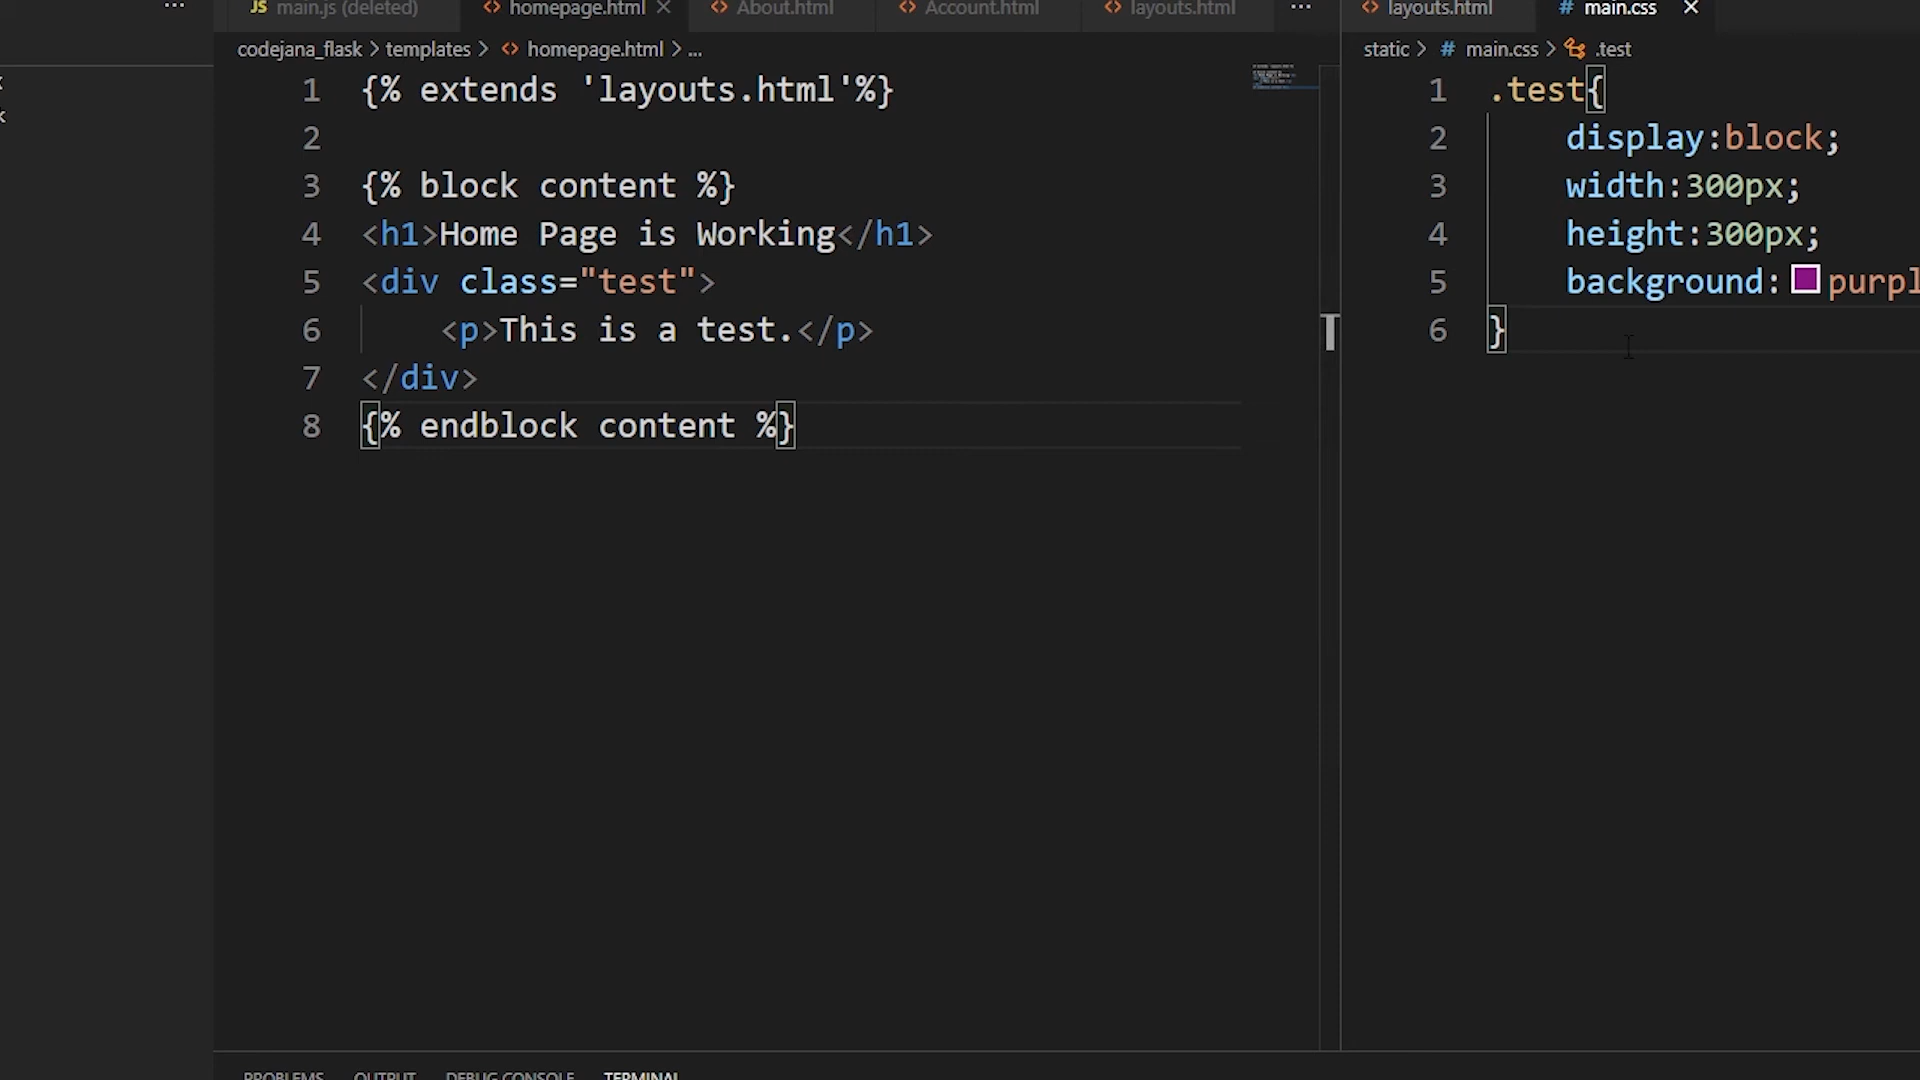 JS main.js (deleted) homepage.html About.html Account.html layouts.html
codejana_flask > templates > homepage.html > ...
1 {% extends 'layouts.html'%}
2
3 {% block content %}
4 <h1>Home Page is Working</h1>
5 <div class="test">
6 <p>This is a test.</p>
7 </div>
8 {% endblock content %}
layouts.html # main.css
static > # main.css > .test
1 .test{
2 display:block;
3 width:300px;
4 height:300px;
5 background: purpl
6 }
PROBLEMS OUTPUT DEBUG CONSOLE TERMINAL